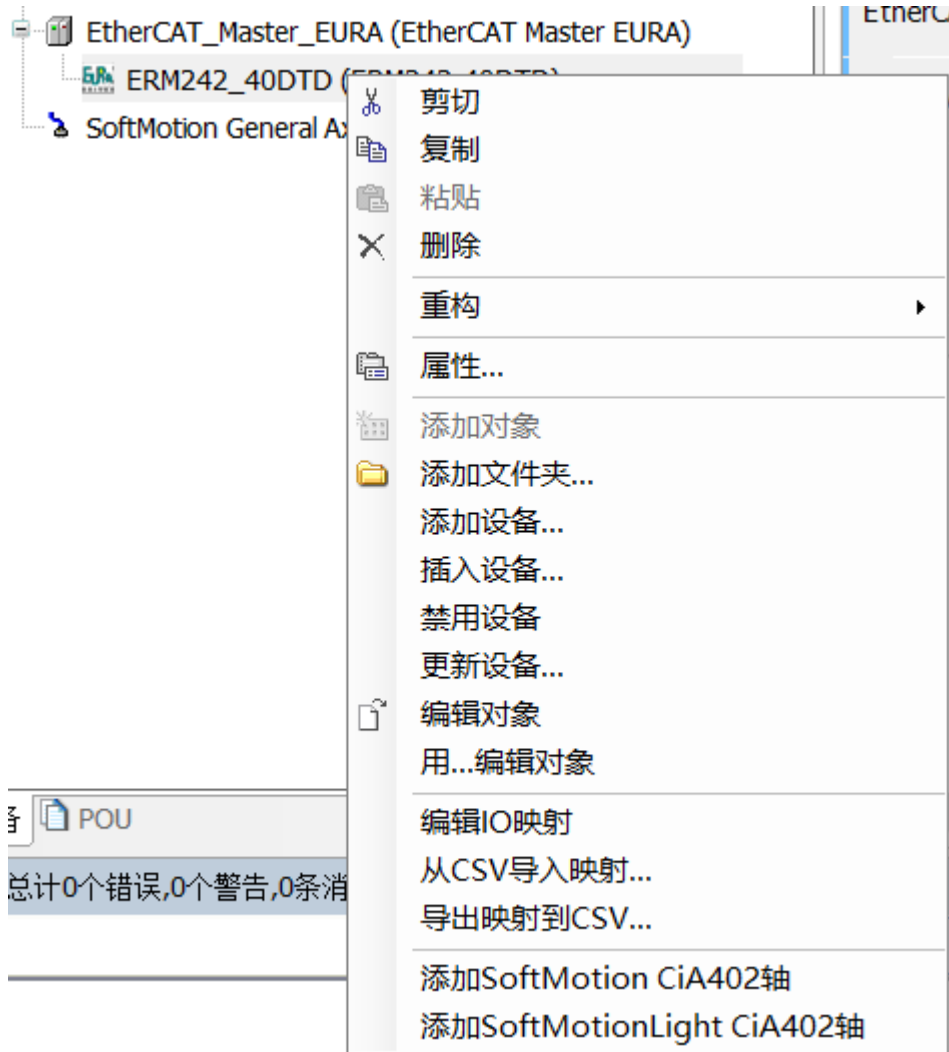 EtherCAT_Master_EURA (EtherCAT Master EURA)
EtherC
ERM242_40DTD (ERM242_40DTD)
SoftMotion General Ax
剪切
复制
粘贴
删除
重构
属性...
添加对象
添加文件夹...
添加设备...
插入设备...
禁用设备
更新设备...
编辑对象
用...编辑对象
编辑IO映射
从CSV导入映射...
导出映射到CSV...
添加SoftMotion CiA402轴
添加SoftMotionLight CiA402轴
备
POU
总计0个错误,0个警告,0条消